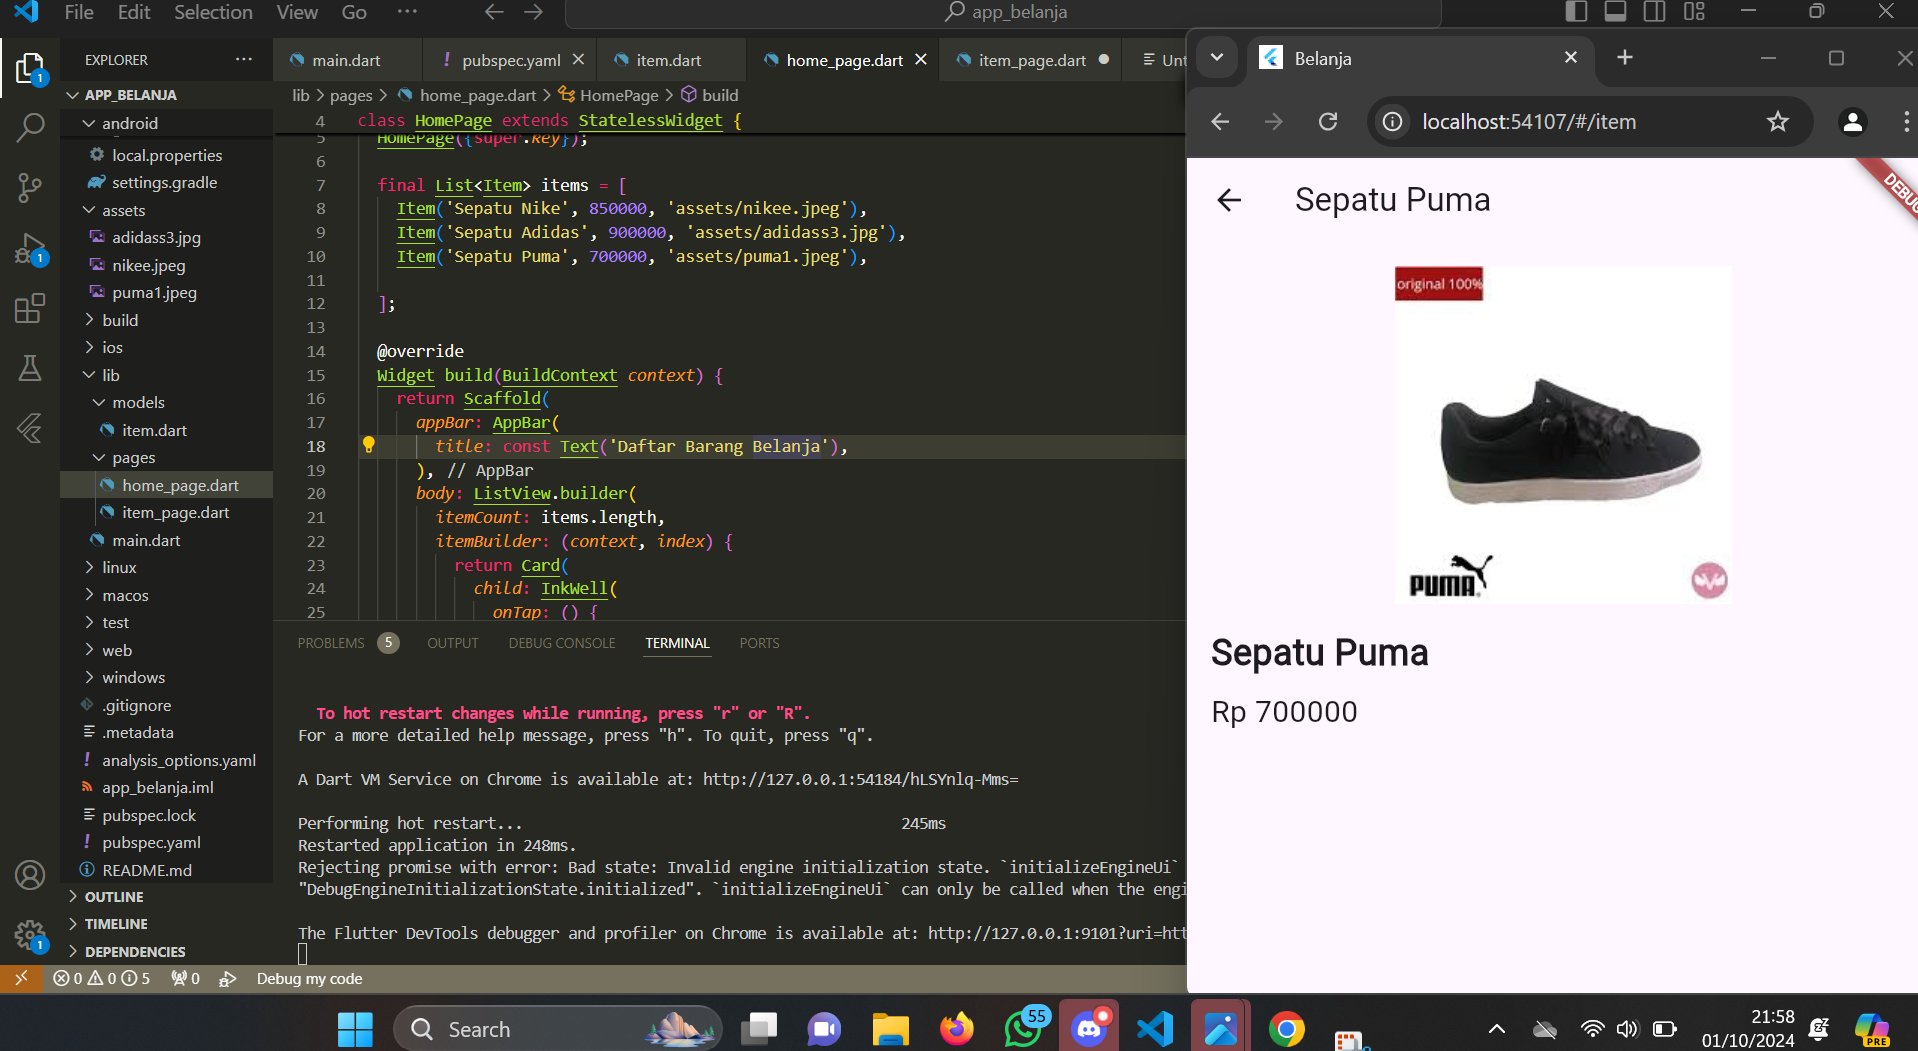 File Edit Selection View Go ··· app_belanja
EXPLORER ···
APP_BELANJA
android
local.properties
settings.gradle
assets
adidass3.jpg
nikee.jpeg
puma1.jpeg
build
ios
lib
models
item.dart
pages
home_page.dart
item_page.dart
main.dart
linux
macos
test
web
windows
.gitignore
.metadata
analysis_options.yaml
app_belanja.iml
pubspec.lock
pubspec.yaml
README.md
OUTLINE
TIMELINE
DEPENDENCIES
1
1
1
main.dart ! pubspec.yaml item.dart home_page.dart item_page.dart Unt
lib > pages > home_page.dart > HomePage > build
4 class HomePage extends StatelessWidget {
5 HomePage({super.key});
6
7 final List<Item> items = [
8 Item('Sepatu Nike', 850000, 'assets/nikee.jpeg'),
9 Item('Sepatu Adidas', 900000, 'assets/adidass3.jpg'),
10 Item('Sepatu Puma', 700000, 'assets/puma1.jpeg'),
11
12 ];
13
14 @override
15 Widget build(BuildContext context) {
16 return Scaffold(
17 appBar: AppBar(
18 title: const Text('Daftar Barang Belanja'),
19 ), // AppBar
20 body: ListView.builder(
21 itemCount: items.length,
22 itemBuilder: (context, index) {
23 return Card(
24 child: InkWell(
25 onTap: () {
PROBLEMS 5 OUTPUT DEBUG CONSOLE TERMINAL PORTS
To hot restart changes while running, press "r" or "R".
For a more detailed help message, press "h". To quit, press "q".
A Dart VM Service on Chrome is available at: http://127.0.0.1:54184/hLSYnlq-Mms=
Performing hot restart... 245ms
Restarted application in 248ms.
Rejecting promise with error: Bad state: Invalid engine initialization state. `initializeEngineUi`
"DebugEngineInitializationState.initialized". `initializeEngineUi` can only be called when the engi
The Flutter DevTools debugger and profiler on Chrome is available at: http://127.0.0.1:9101?uri=htt
0 0 5 0 Debug my code
Belanja
localhost:54107/#/item
Sepatu Puma
DEBUG
original 100%
PUMA
Sepatu Puma
Rp 700000
Search
55
21:58
01/10/2024
PRE